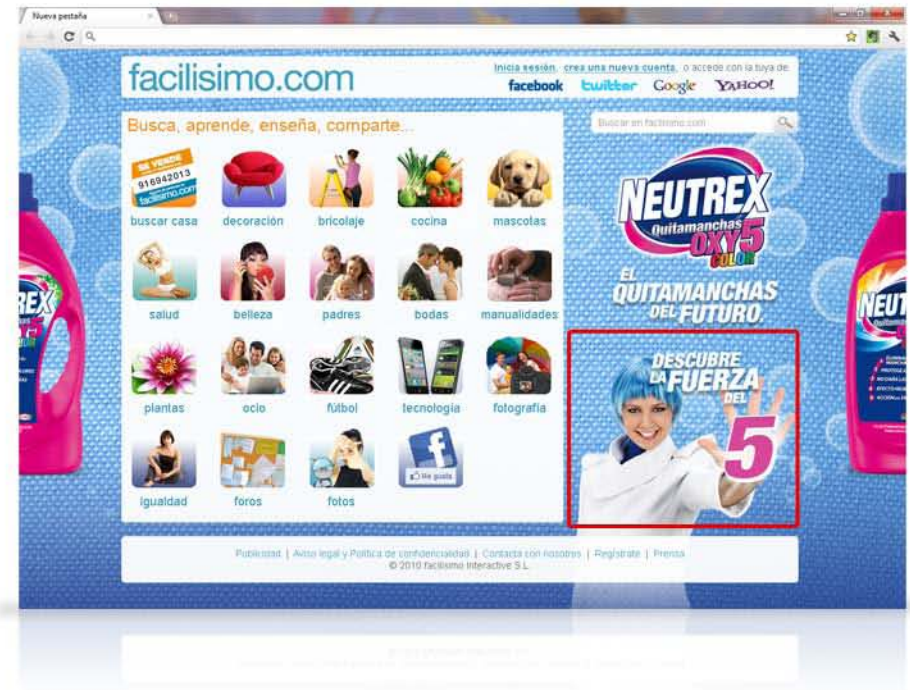 Nueva pestaña
facilisimo.com
Inicia sesión, crea una nueva cuenta, o accede con la tuya de:
facebook twitter Google YAHOO!
Busca, aprende, enseña, comparte...
Buscar en facilisimo.com
SE VENDE
916942013
facilisimo.com
buscar casa decoración bricolaje cocina mascotas
salud belleza padres bodas manualidades
plantas ocio fútbol tecnología fotografía
Me gusta
igualdad foros fotos
NEUTREX
Quitamanchas
OXY5
COLOR
EL
QUITAMANCHAS
DEL FUTURO.
DESCUBRE
LA FUERZA
DEL
5
Publicidad | Aviso legal y Política de confidencialidad | Contacta con nosotros | Regístrate | Prensa
© 2010 facilisimo Interactive S.L.